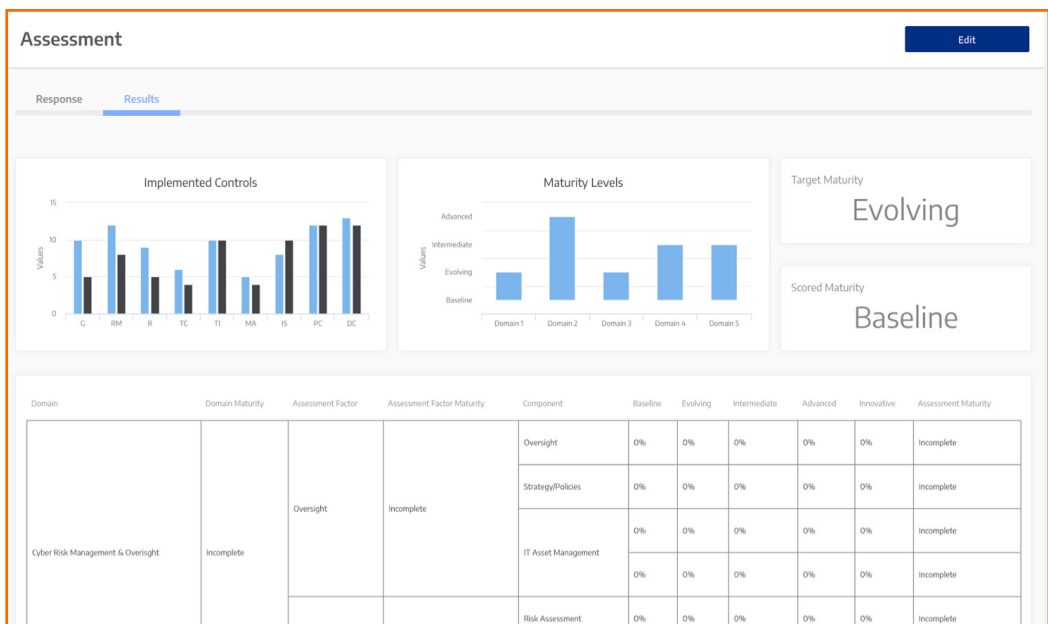 Assessment
Edit
Response Results
Implemented Controls
15
10
5
0
Values
G RM R TC TI MA IS PC DC
Maturity Levels
Advanced
Intermediate
Evolving
Baseline
Values
Domain 1 Domain 2 Domain 3 Domain 4 Domain 5
Target Maturity
Evolving
Scored Maturity
Baseline
Domain Domain Maturity Assessment Factor Assessment Factor Maturity Component Baseline Evolving Intermediate Advanced Innovative Assessment Maturity
Oversight 0% 0% 0% 0% 0% Incomplete
Strategy/Policies 0% 0% 0% 0% 0% Incomplete
Oversight Incomplete
0% 0% 0% 0% 0% Incomplete
Cyber Risk Management & Overisght Incomplete IT Asset Management
0% 0% 0% 0% 0% Incomplete
Risk Assessment 0% 0% 0% 0% 0% Incomplete